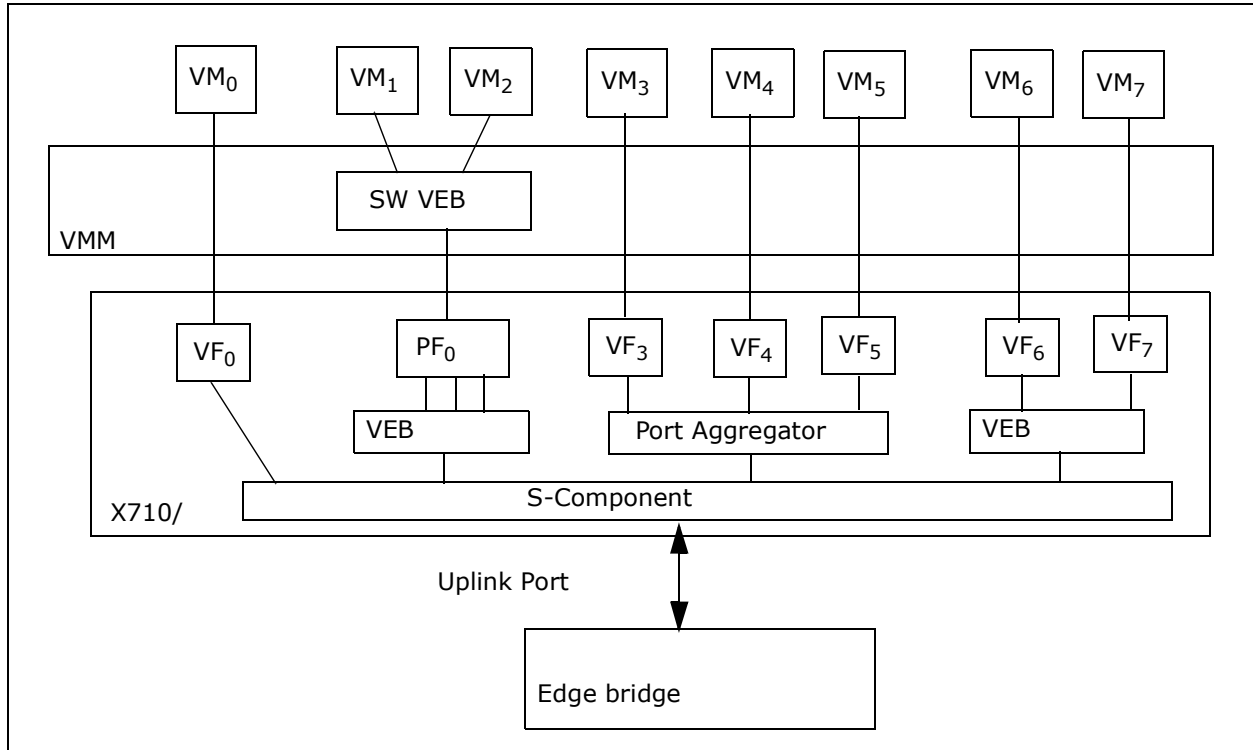 VM0
VM1
VM2
VM3
VM4
VM5
VM6
VM7
SW VEB
VMM
VF0
PF0
VF3
VF4
VF5
VF6
VF7
VEB
Port Aggregator
VEB
S-Component
X710/
Uplink Port
Edge bridge